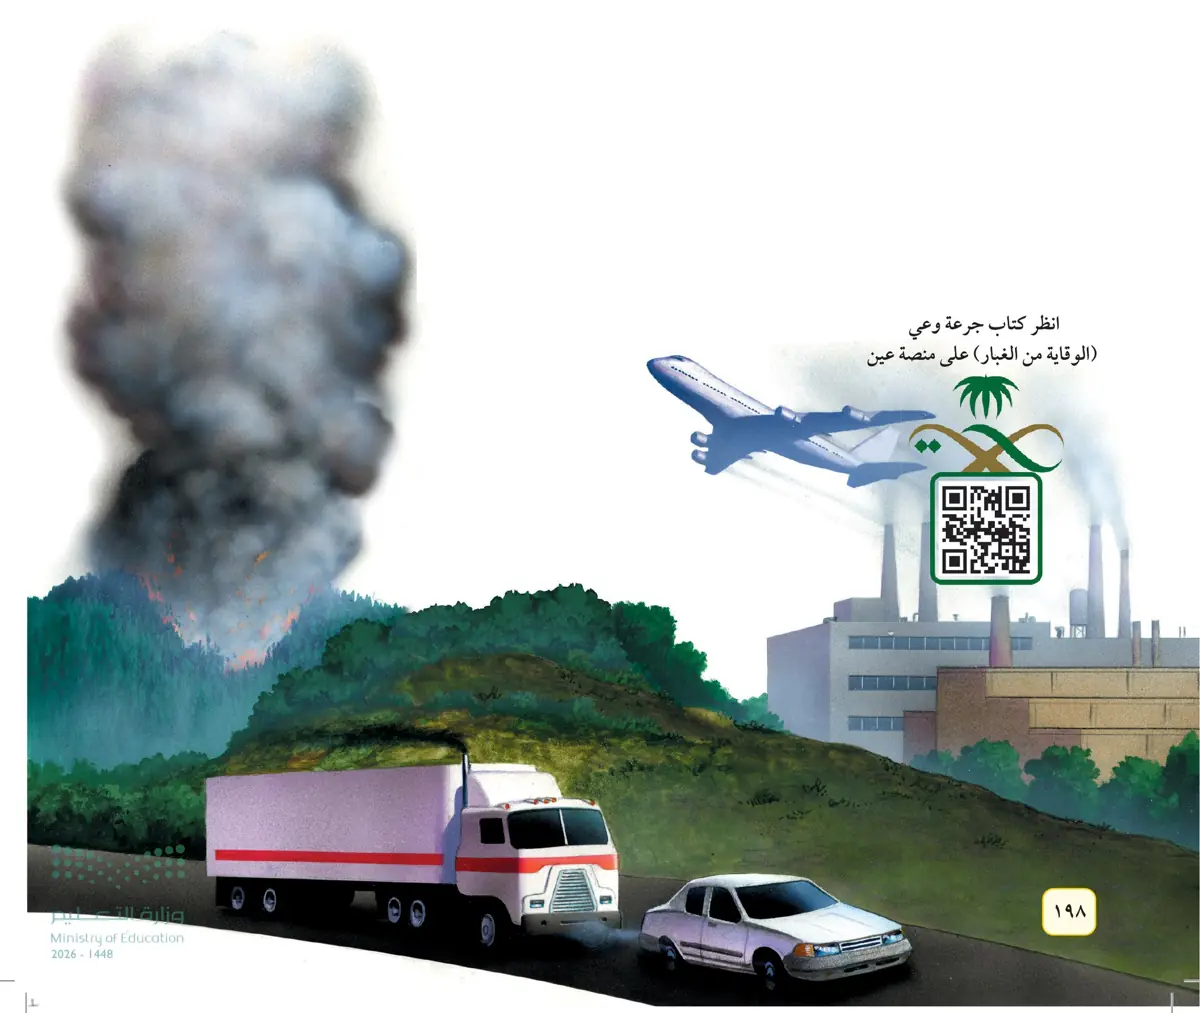 انظر كتاب جرعة وعي
(الوقاية من الغبار) على منصة عين
١٩٨
وزارة التعليم
Ministry of Education
2026 - 1448